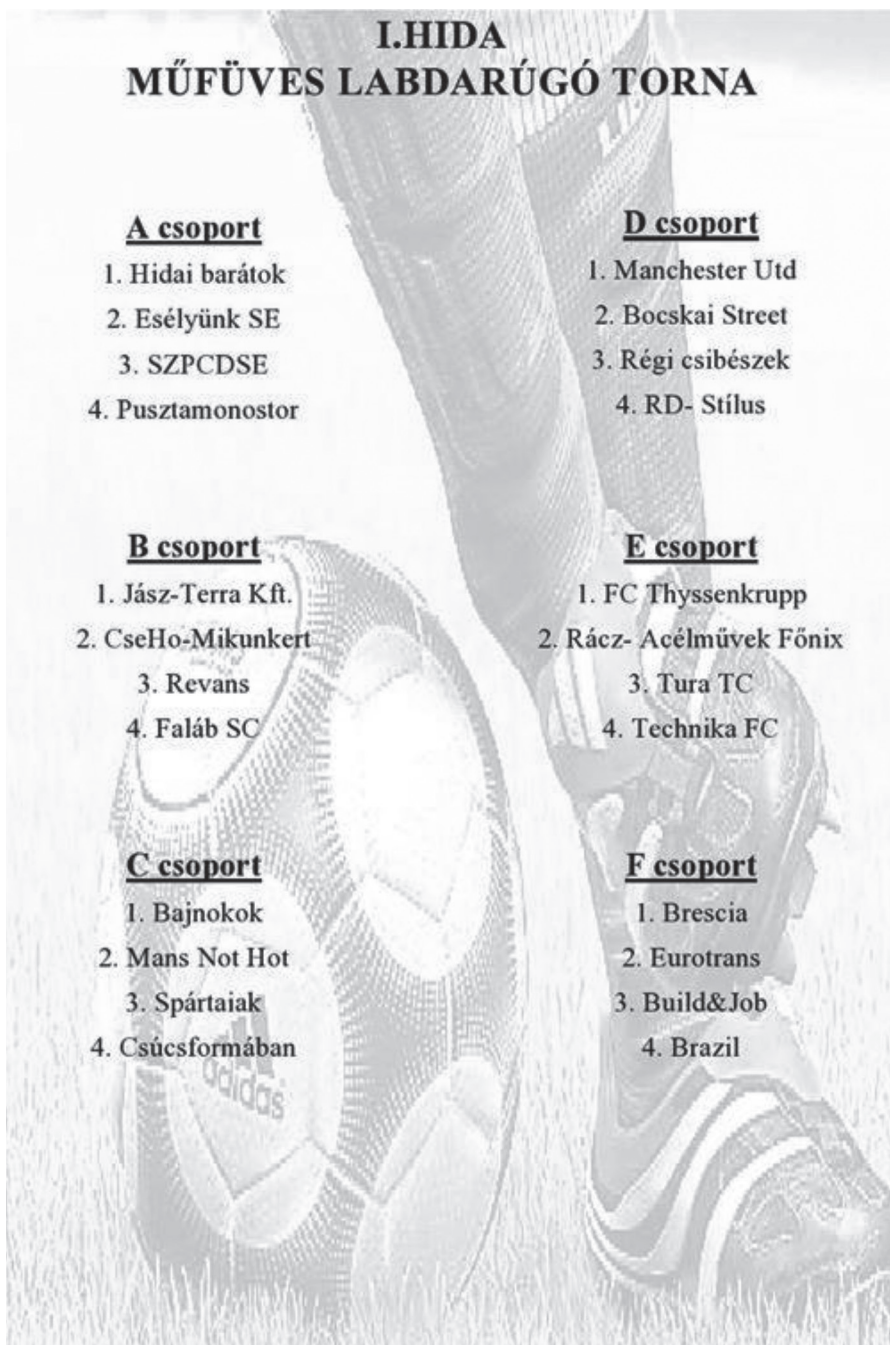 I.HIDA
MŰFÜVES LABDARÚGÓ TORNA
A csoport
1. Hidai barátok
2. Esélyünk SE
3. SZPCDSE
4. Pusztamonostor
B csoport
1. Jász-Terra Kft.
2. CseHo-Mikunkert
3. Revans
4. Faláb SC
C csoport
1. Bajnokok
2. Mans Not Hot
3. Spártaiak
4. Csúcsformában
adidas
D csoport
1. Manchester Utd
2. Bocskai Street
3. Régi csibészek
4. RD- Stílus
E csoport
1. FC Thyssenkrupp
2. Rácz- Acélművek Főnix
3. Tura TC
4. Technika FC
F csoport
1. Brescia
2. Eurotrans
3. Build&Job
4. Brazil